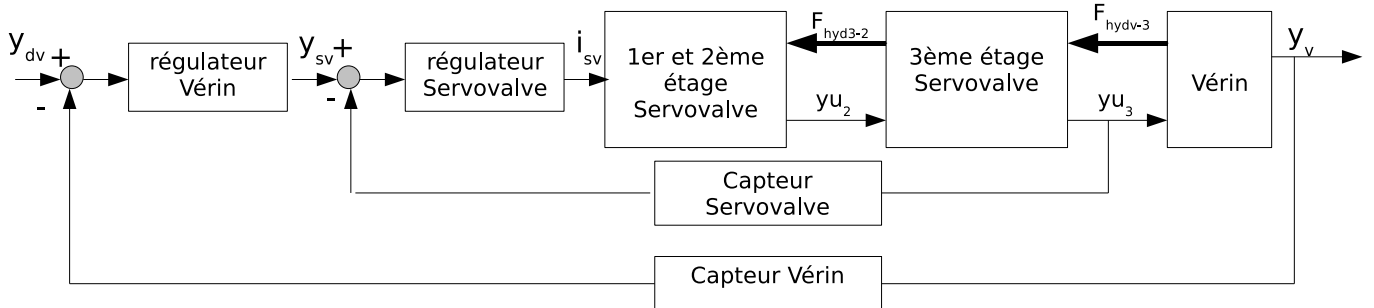 y_dv
+
-
régulateur
Vérin
y_sv
+
-
régulateur
Servovalve
i_sv
1er et 2ème
étage
Servovalve
F_hyd3-2
yu_2
3ème étage
Servovalve
F_hydv-3
yu_3
Vérin
y_v
Capteur
Servovalve
Capteur Vérin